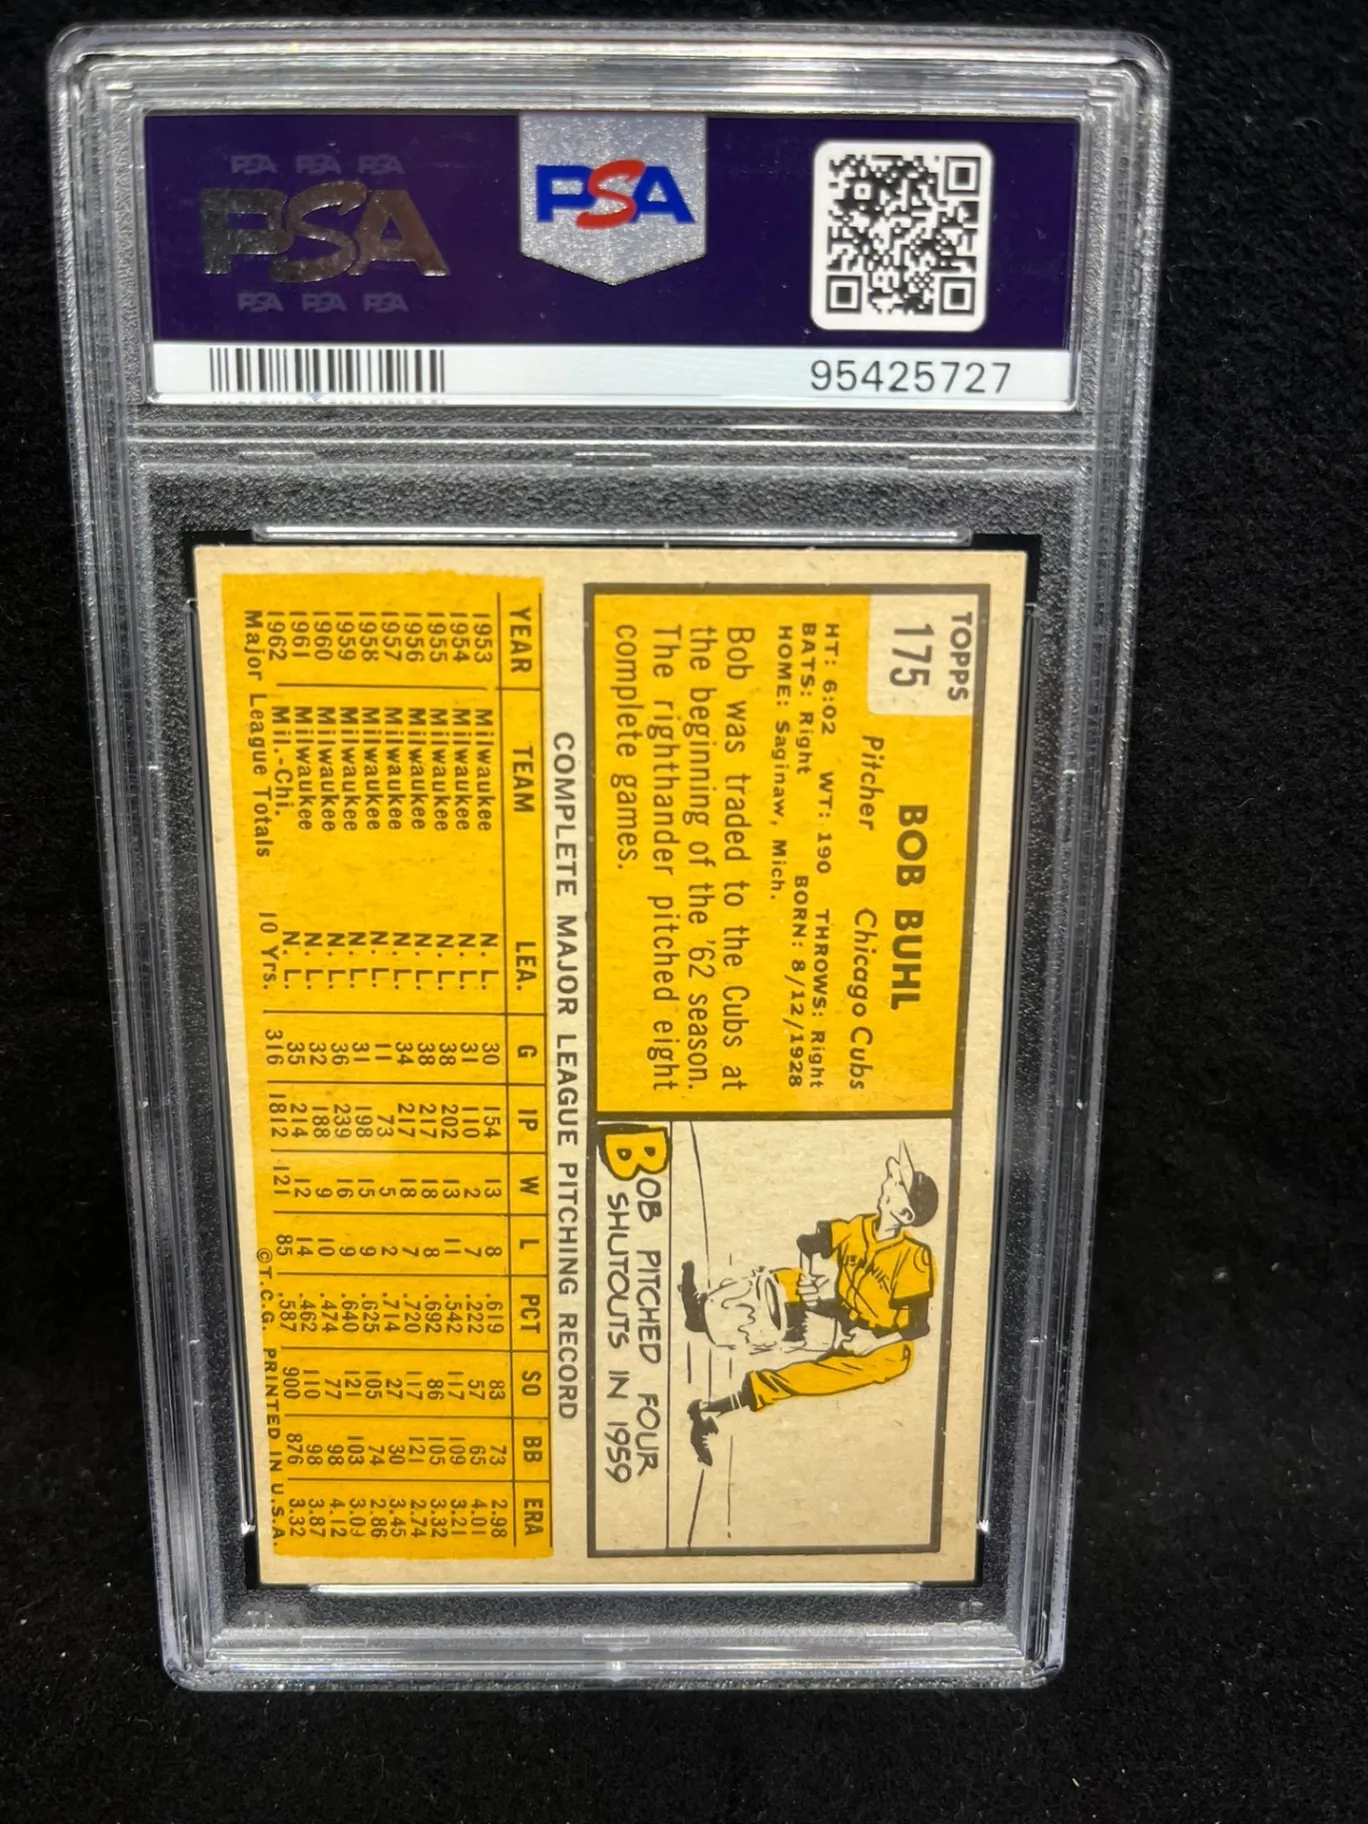 PSA PSA PSA
PSA
PSA PSA PSA
PSA
95425727
TOPPS
175
BOB BUHL
Pitcher Chicago Cubs
HT: 6:02 WT: 190 THROWS: Right
BATS: Right BORN: 8/12/1928
HOME: Saginaw, Mich.
Bob was traded to the Cubs at
the beginning of the '62 season.
The righthander pitched eight
complete games.
BOB PITCHED FOUR
SHUTOUTS IN 1959
COMPLETE MAJOR LEAGUE PITCHING RECORD
YEAR TEAM LEA. G IP W L PCT SO BB ERA
1953 Milwaukee N. L. 30 154 13 8 .619 83 73 2.98
1954 Milwaukee N. L. 31 110 2 7 .222 57 65 4.01
1955 Milwaukee N. L. 38 202 13 11 .542 117 109 3.21
1956 Milwaukee N. L. 38 217 18 8 .692 86 105 3.32
1957 Milwaukee N. L. 34 217 18 7 .720 117 121 2.74
1958 Milwaukee N. L. 11 73 5 2 .714 27 30 3.45
1959 Milwaukee N. L. 31 198 15 9 .625 105 74 2.86
1960 Milwaukee N. L. 36 239 16 9 .640 121 103 3.09
1961 Milwaukee N. L. 32 188 9 10 .474 77 98 4.12
1962 Mil.-Chi. N. L. 35 214 12 14 .462 110 98 3.87
Major League Totals 10 Yrs. 316 1812 121 85 .587 900 876 3.32
©T.C.G. PRINTED IN U.S.A.